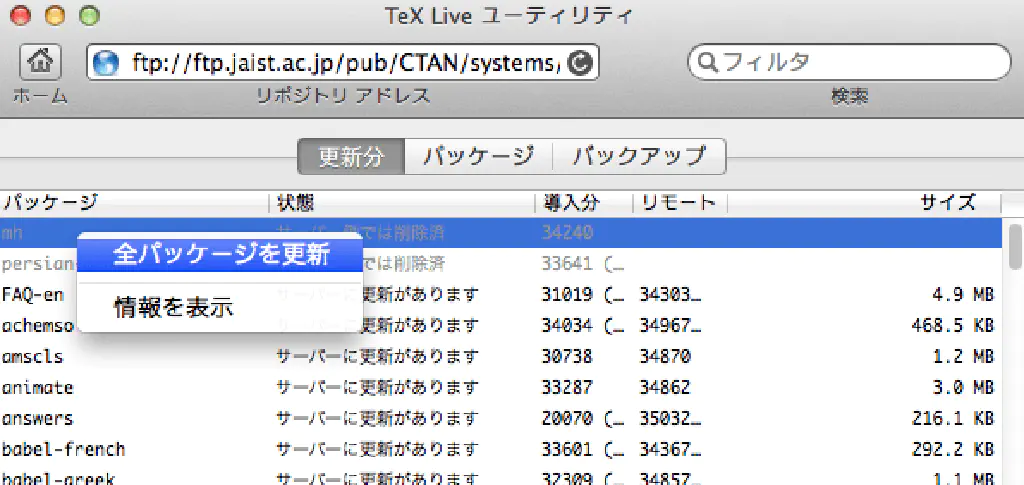 TeX Live ユーティリティ
ftp://ftp.jaist.ac.jp/pub/CTAN/systems/
フィルタ
ホーム リポジトリ アドレス 検索
更新分 パッケージ バックアップ
パッケージ 状態 導入分 リモート サイズ
mh サーバー側では削除済 34240
persian では削除済 33641 (…
全パッケージを更新
FAQ-en サーバーに更新があります 31019 (… 34303… 4.9 MB
情報を表示
achemso に更新があります 34034 (… 34967… 468.5 KB
amscls サーバーに更新があります 30738 34870 1.2 MB
animate サーバーに更新があります 33287 34862 3.0 MB
answers サーバーに更新があります 20070 (… 35032… 216.1 KB
babel-french サーバーに更新があります 33601 (… 34367… 292.2 KB
babel-greek サーバーに更新があります 32309 (… 34857… 1.1 MB